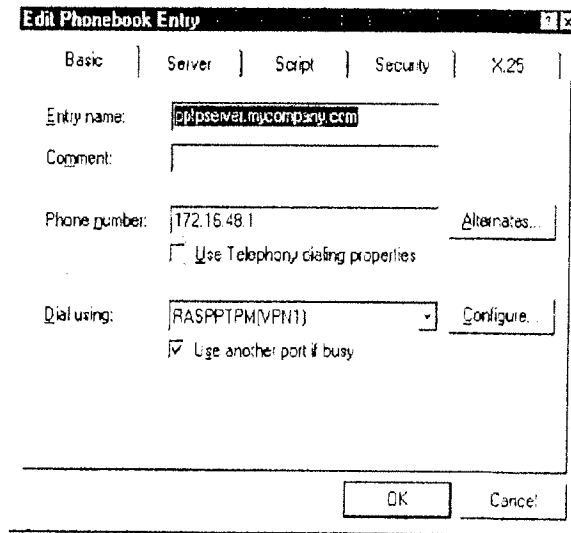 Edit Phonebook Entry ? x
Basic Server Script Security X.25
Entry name: pptpserver.mycompany.com
Comment:
Phone number: 172.16.48.1 Alternates...
Use Telephony dialing properties
Dial using: RASPPTPM(VPN1) Configure...
Use another port if busy
OK Cancel